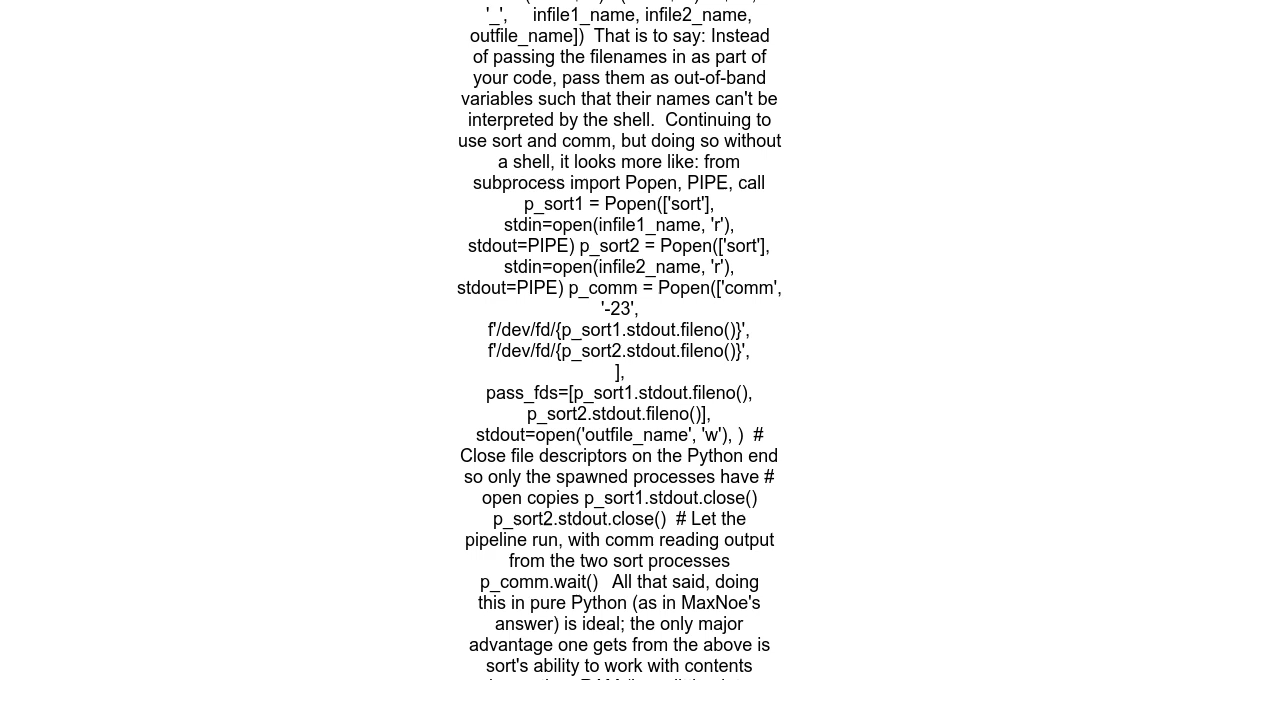 '_',     infile1_name, infile2_name,
outfile_name])  That is to say: Instead
of passing the filenames in as part of
your code, pass them as out-of-band
variables such that their names can't be
interpreted by the shell.  Continuing to
use sort and comm, but doing so without
a shell, it looks more like: from
subprocess import Popen, PIPE, call
p_sort1 = Popen(['sort'],
stdin=open(infile1_name, 'r'),
stdout=PIPE) p_sort2 = Popen(['sort'],
stdin=open(infile2_name, 'r'),
stdout=PIPE) p_comm = Popen(['comm',
'-23',
f'/dev/fd/{p_sort1.stdout.fileno()}',
f'/dev/fd/{p_sort2.stdout.fileno()}',
],
pass_fds=[p_sort1.stdout.fileno(),
p_sort2.stdout.fileno()],
stdout=open('outfile_name', 'w'), )  #
Close file descriptors on the Python end
so only the spawned processes have #
open copies p_sort1.stdout.close()
p_sort2.stdout.close()  # Let the
pipeline run, with comm reading output
from the two sort processes
p_comm.wait()   All that said, doing
this in pure Python (as in MaxNoe's
answer) is ideal; the only major
advantage one gets from the above is
sort's ability to work with contents